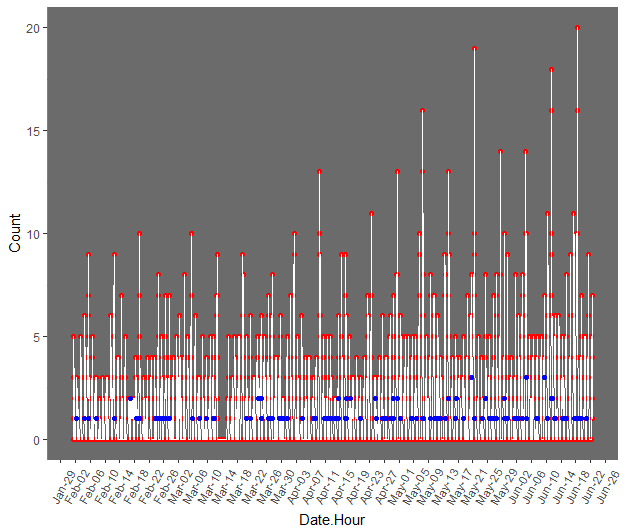 20
15
10
5
0
Count
Jan-29
Feb-02
Feb-06
Feb-10
Feb-14
Feb-18
Feb-22
Feb-26
Mar-02
Mar-06
Mar-10
Mar-14
Mar-18
Mar-22
Mar-26
Mar-30
Apr-03
Apr-07
Apr-11
Apr-15
Apr-19
Apr-23
Apr-27
May-01
May-05
May-09
May-13
May-17
May-21
May-25
May-29
Jun-02
Jun-06
Jun-10
Jun-14
Jun-18
Jun-22
Jun-26
Date.Hour